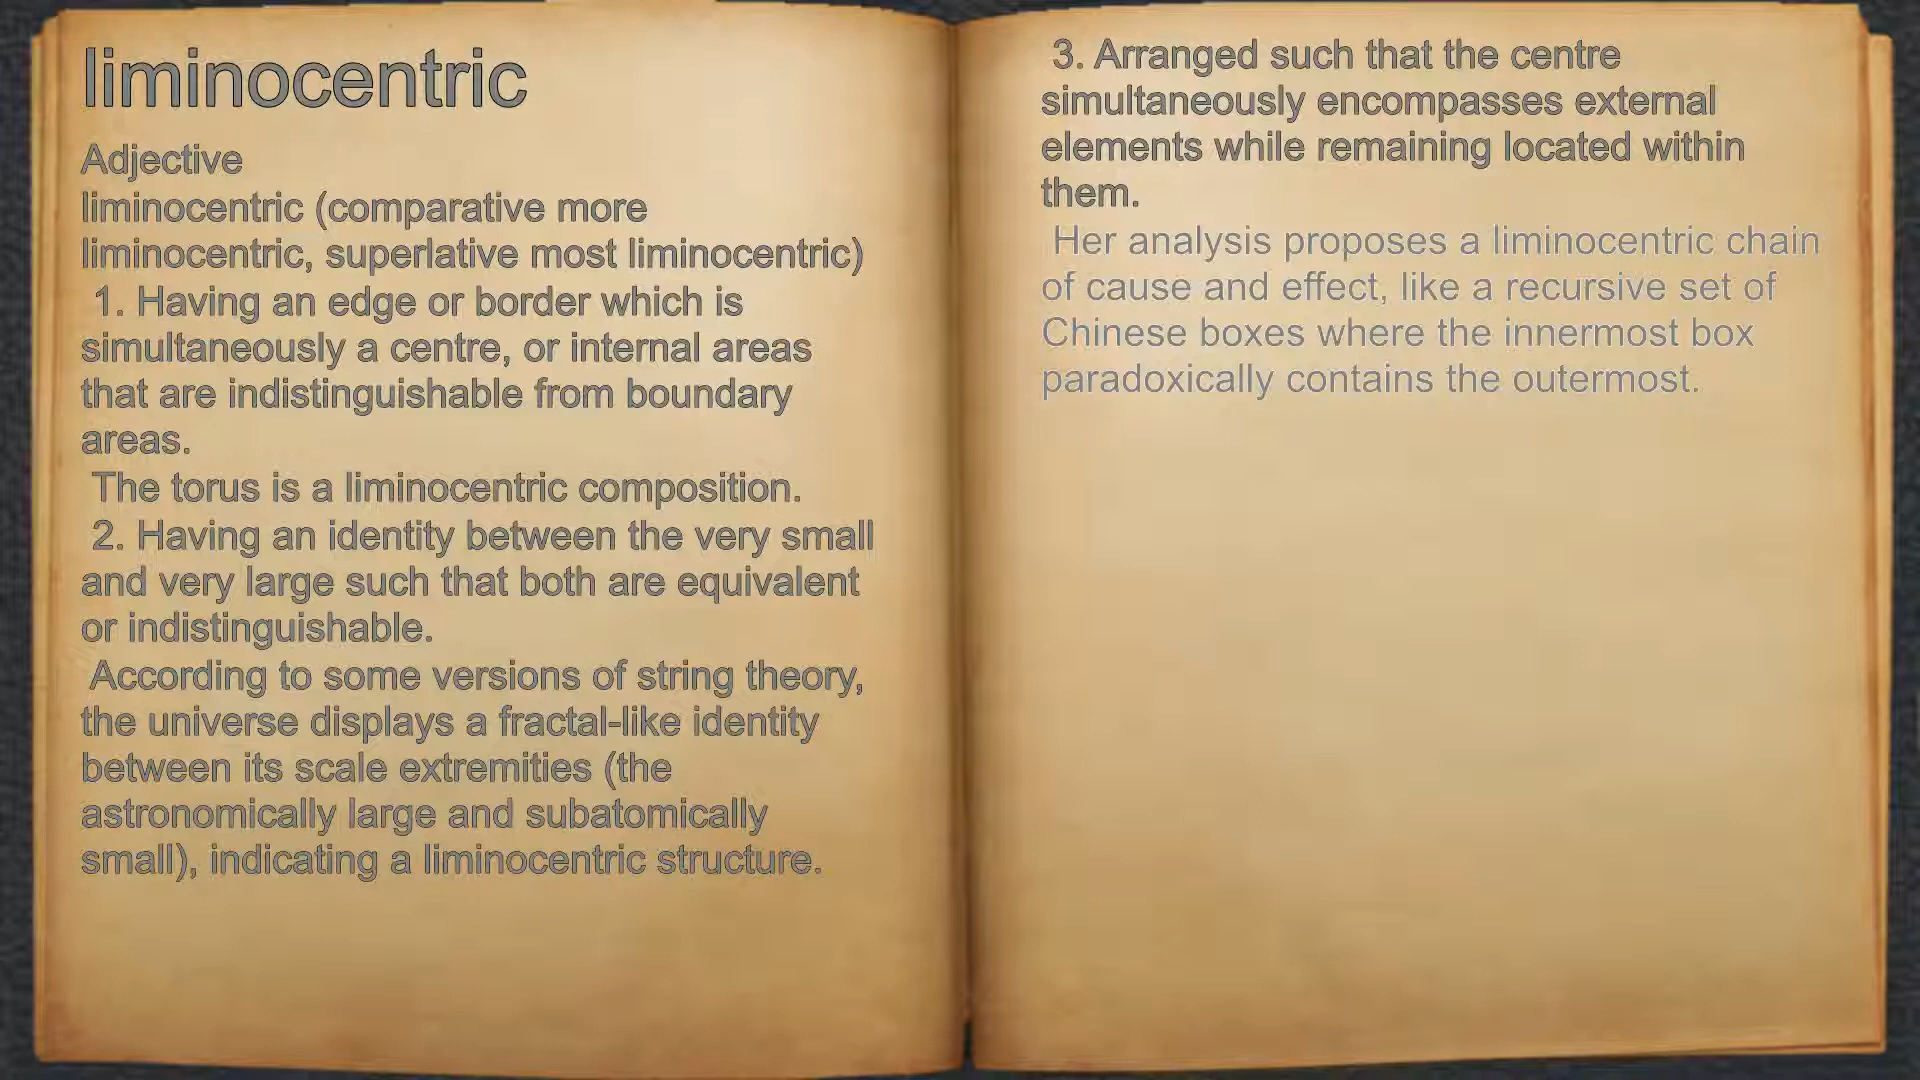 liminocentric
Adjective
liminocentric (comparative more
liminocentric, superlative most liminocentric)
1. Having an edge or border which is
simultaneously a centre, or internal areas
that are indistinguishable from boundary
areas.
The torus is a liminocentric composition.
2. Having an identity between the very small
and very large such that both are equivalent
or indistinguishable.
According to some versions of string theory,
the universe displays a fractal-like identity
between its scale extremities (the
astronomically large and subatomically
small), indicating a liminocentric structure.
3. Arranged such that the centre
simultaneously encompasses external
elements while remaining located within
them.
Her analysis proposes a liminocentric chain
of cause and effect, like a recursive set of
Chinese boxes where the innermost box
paradoxically contains the outermost.